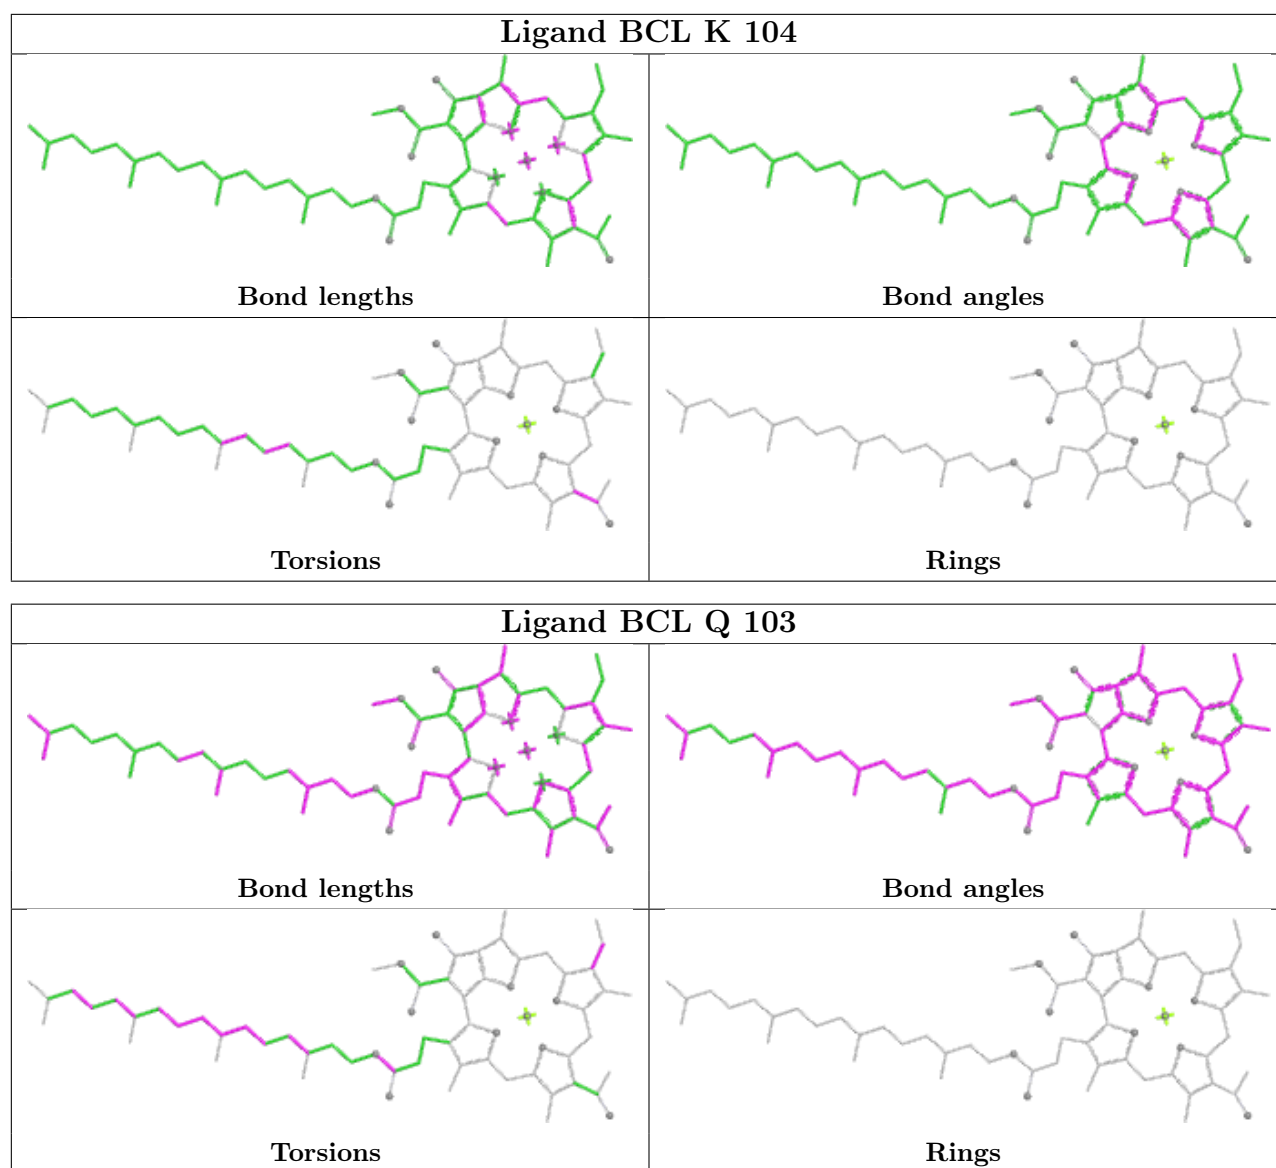 Ligand BCL K 104
Bond lengths
Bond angles
Torsions
Rings
Ligand BCL Q 103
Bond lengths
Bond angles
Torsions
Rings